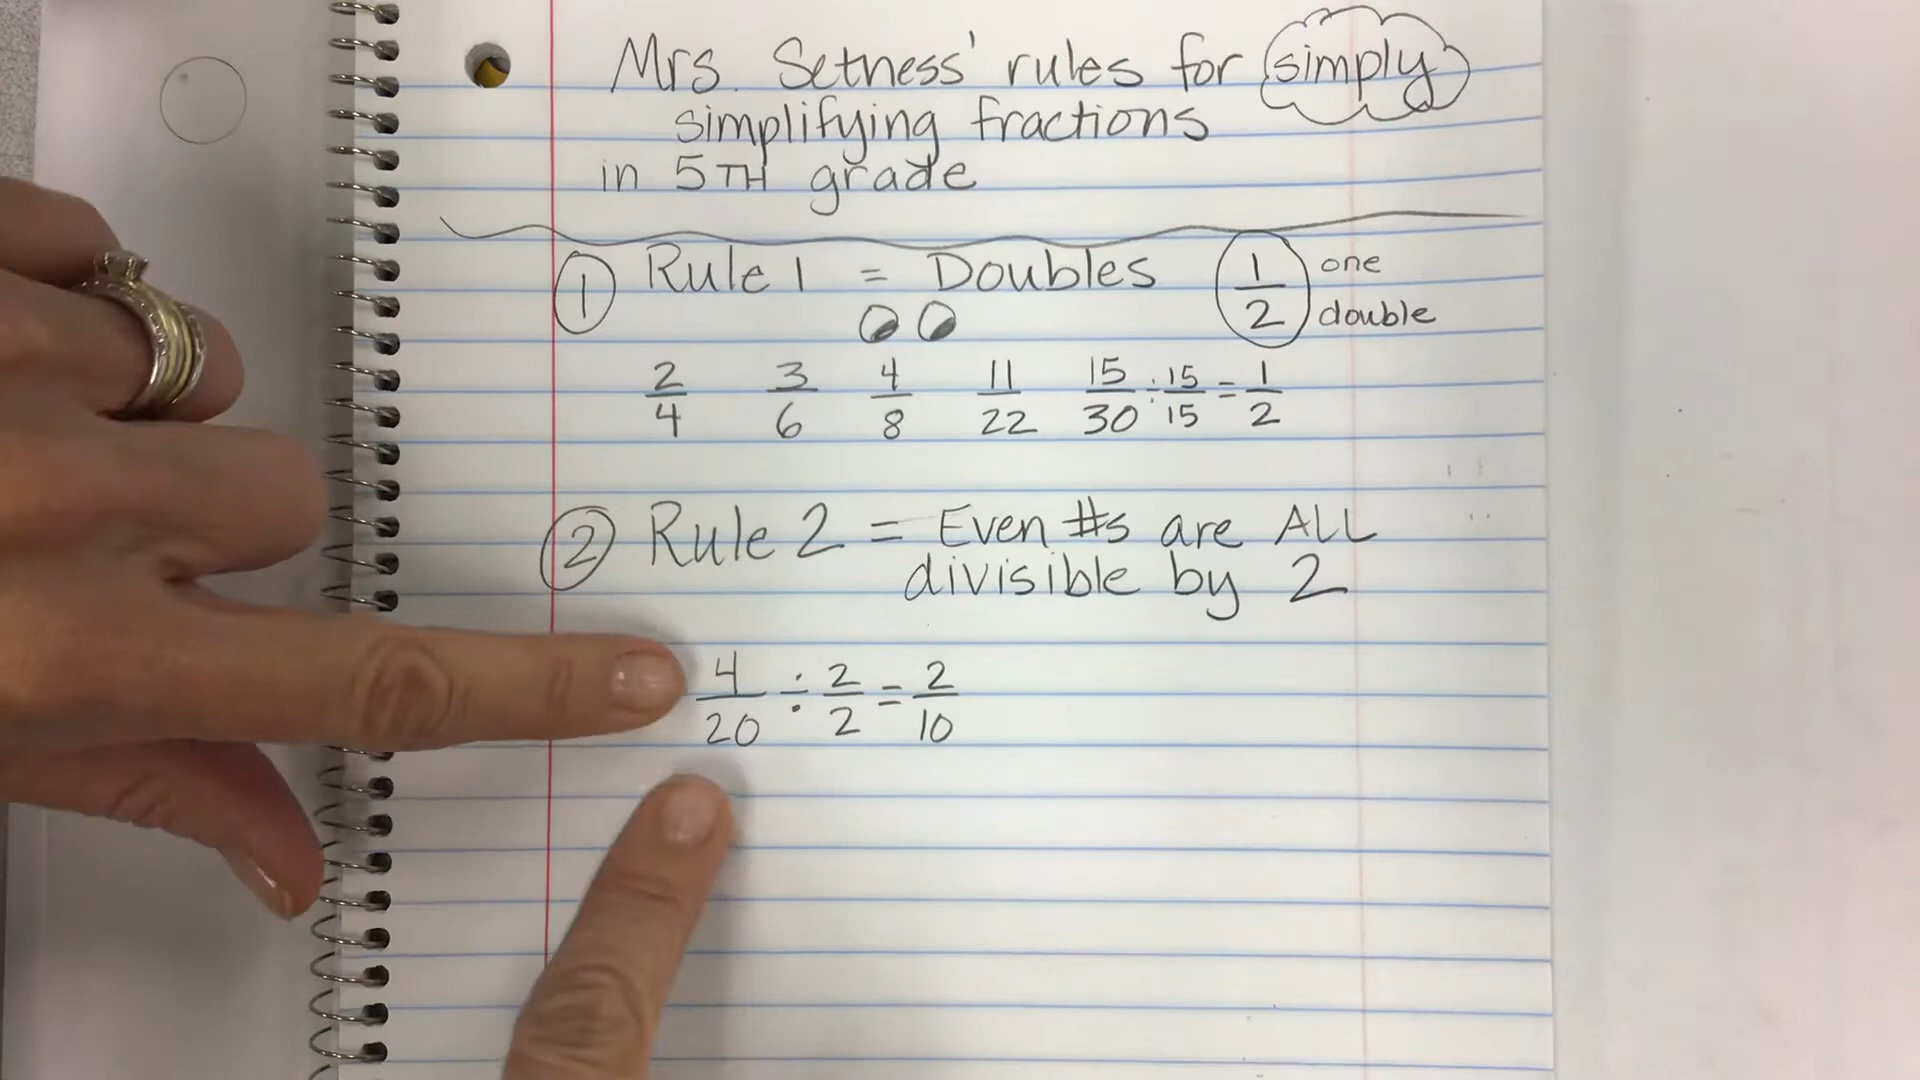 Mrs. Setness' rules for simply
simplifying fractions
in 5TH grade
1 Rule 1 = Doubles 1/2 one double
2/4 3/6 4/8 11/22 15/30 ÷ 15/15 = 1/2
2 Rule 2 = Even #s are ALL
divisible by 2
4/20 ÷ 2/2 = 2/10